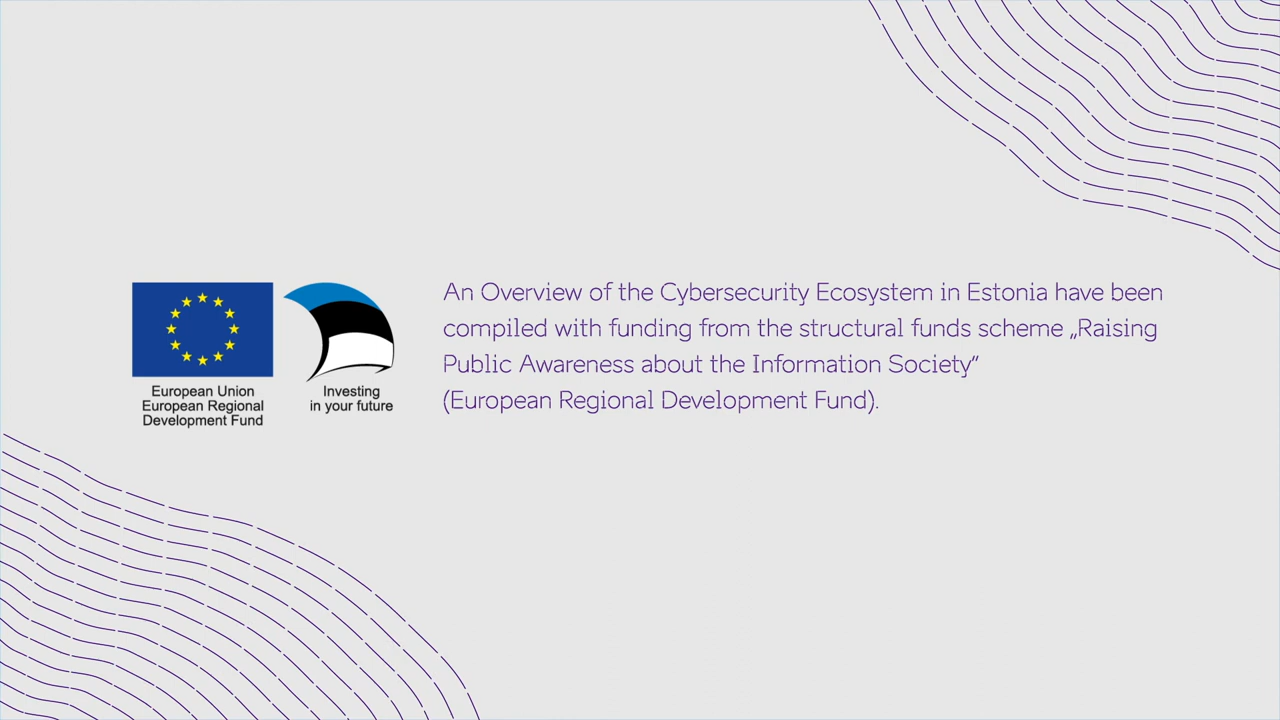 European Union
European Regional
Development Fund
Investing
in your future
An Overview of the Cybersecurity Ecosystem in Estonia have been
compiled with funding from the structural funds scheme „Raising
Public Awareness about the Information Society”
(European Regional Development Fund).